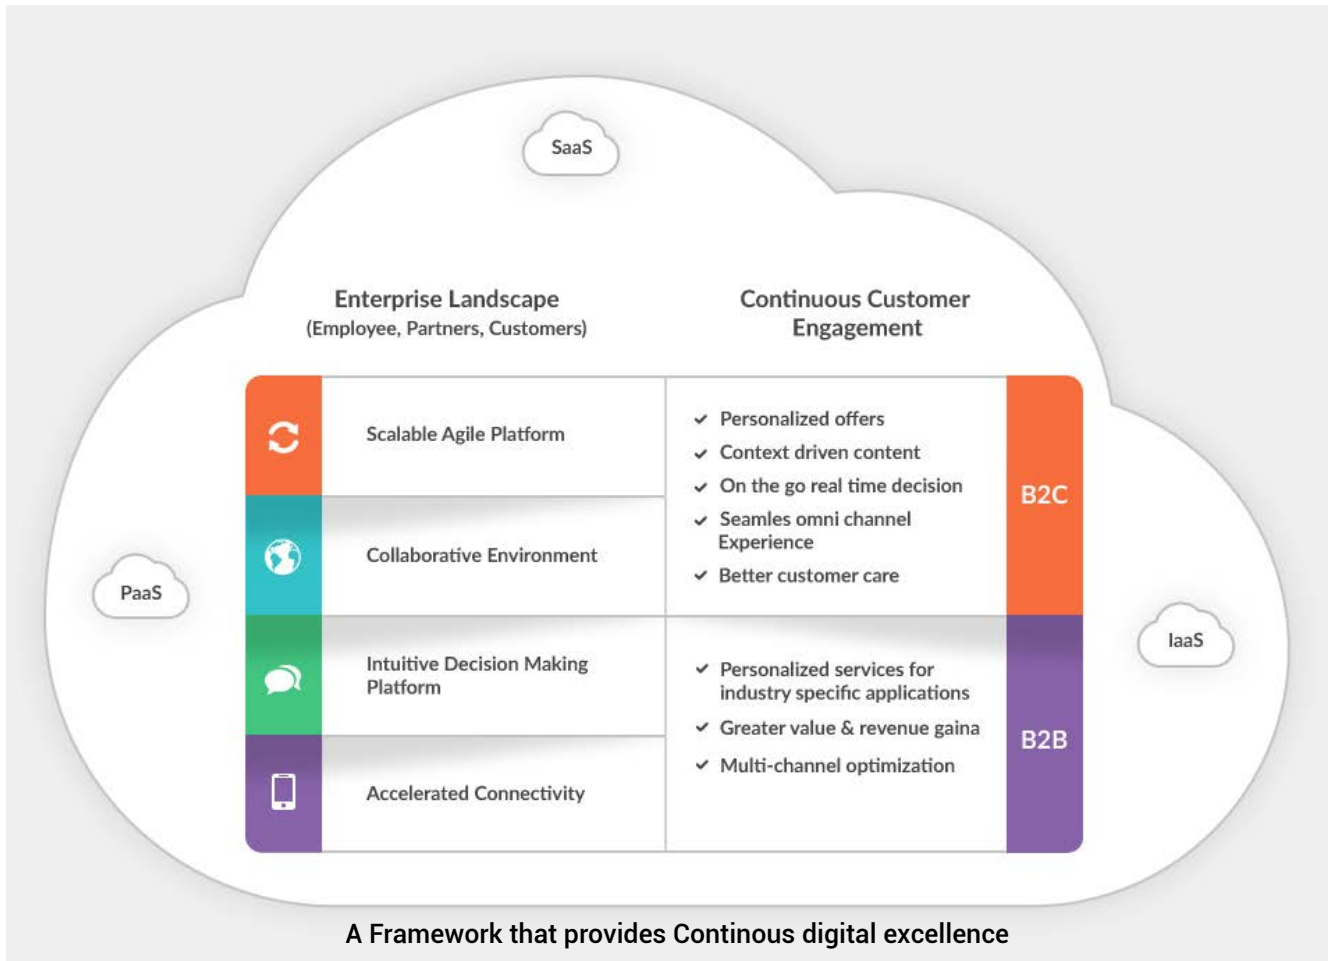 SaaS
Enterprise Landscape
(Employee, Partners, Customers)
Continuous Customer
Engagement
Scalable Agile Platform
Collaborative Environment
Intuitive Decision Making
Platform
Accelerated Connectivity
Personalized offers
Context driven content
On the go real time decision
Seamles omni channel
Experience
Better customer care
B2C
Personalized services for
industry specific applications
Greater value & revenue gaina
Multi-channel optimization
B2B
PaaS
IaaS
A Framework that provides Continous digital excellence